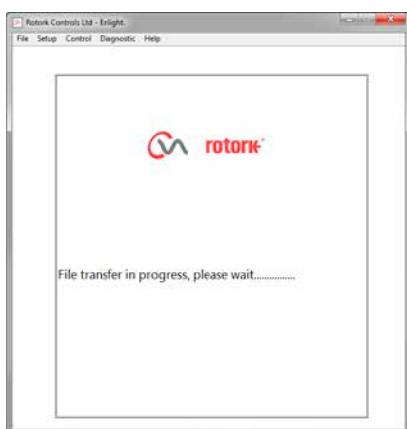 Rotork Controls Ltd - Enlight.
File Setup Control Diagnostic Help
rotork
File transfer in progress, please wait...............